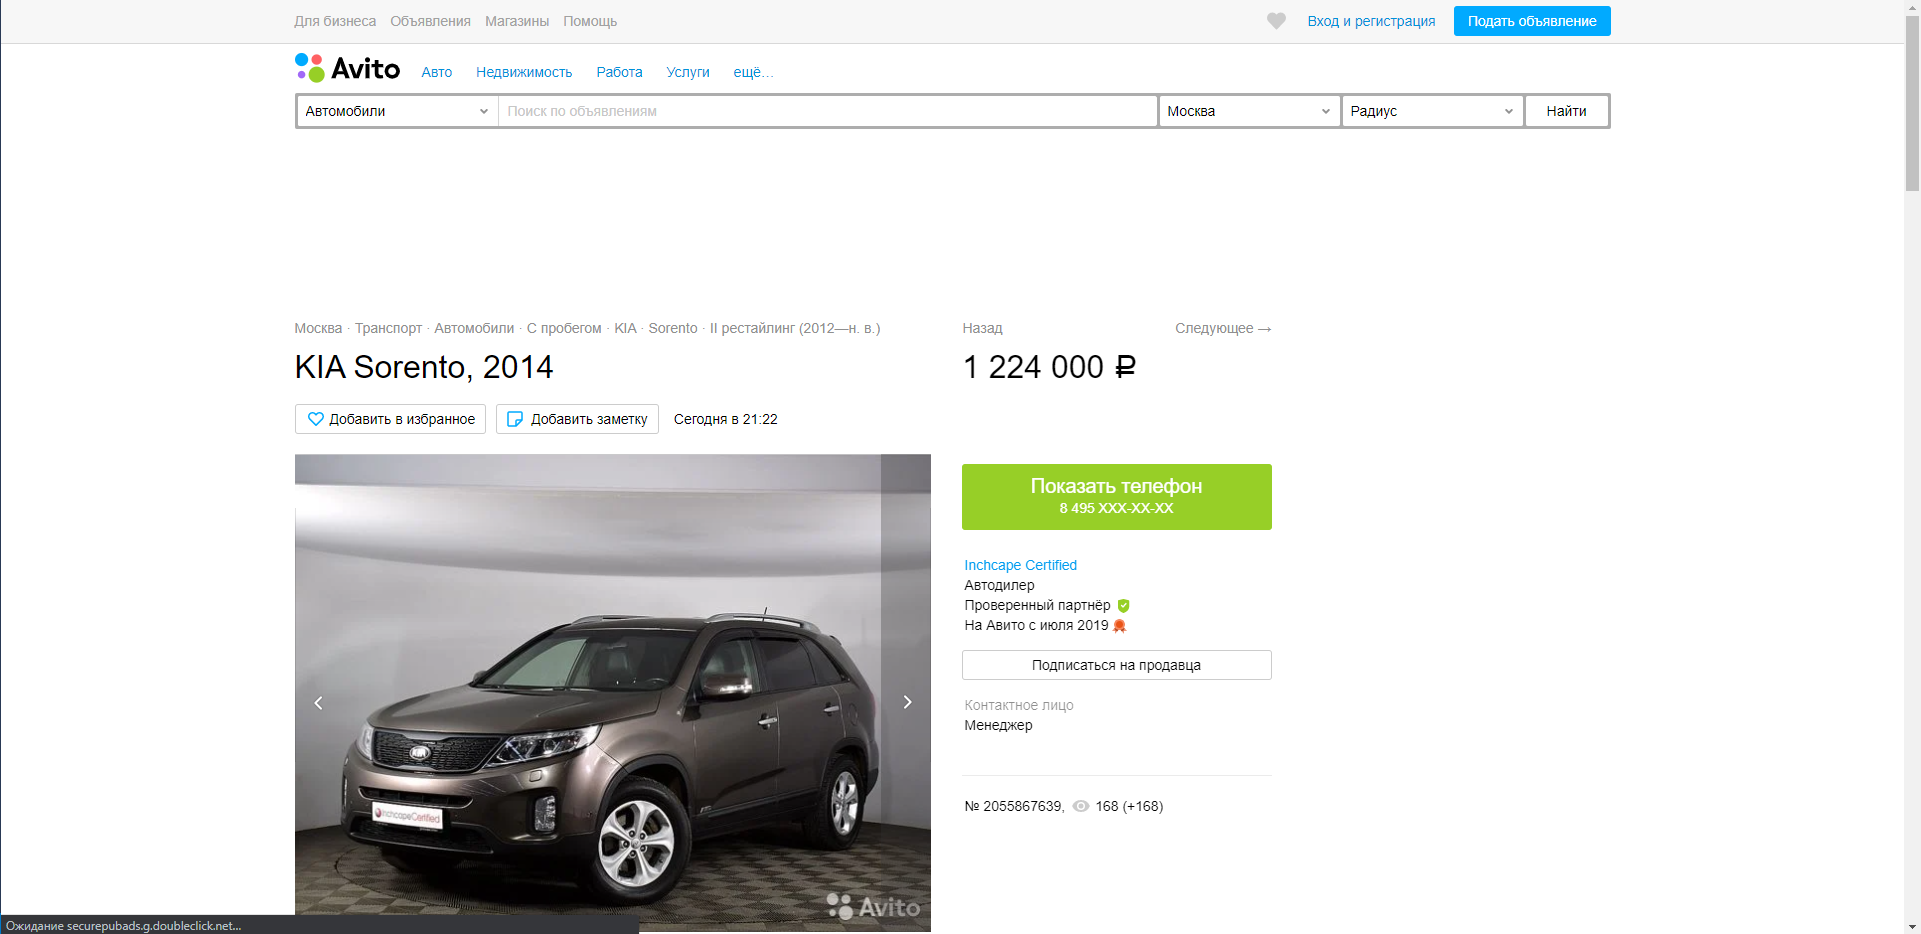 Для бизнеса Объявления Магазины Помощь
Вход и регистрация Подать объявление
Avito Авто Недвижимость Работа Услуги ещё...
Автомобили Поиск по объявлениям Москва Радиус Найти
Москва · Транспорт · Автомобили · С пробегом · KIA · Sorento · II рестайлинг (2012—н. в.)
Назад Следующее →
KIA Sorento, 2014
1 224 000 ₽
Добавить в избранное Добавить заметку Сегодня в 21:22
Показать телефон
8 495 XXX-XX-XX
Inchcape Certified
Автодилер
Проверенный партнёр
На Авито с июля 2019
Подписаться на продавца
Контактное лицо
Менеджер
№ 2055867639, 168 (+168)
KIA
InchcapeCertified
Avito
Ожидание securepubads.g.doubleclick.net...